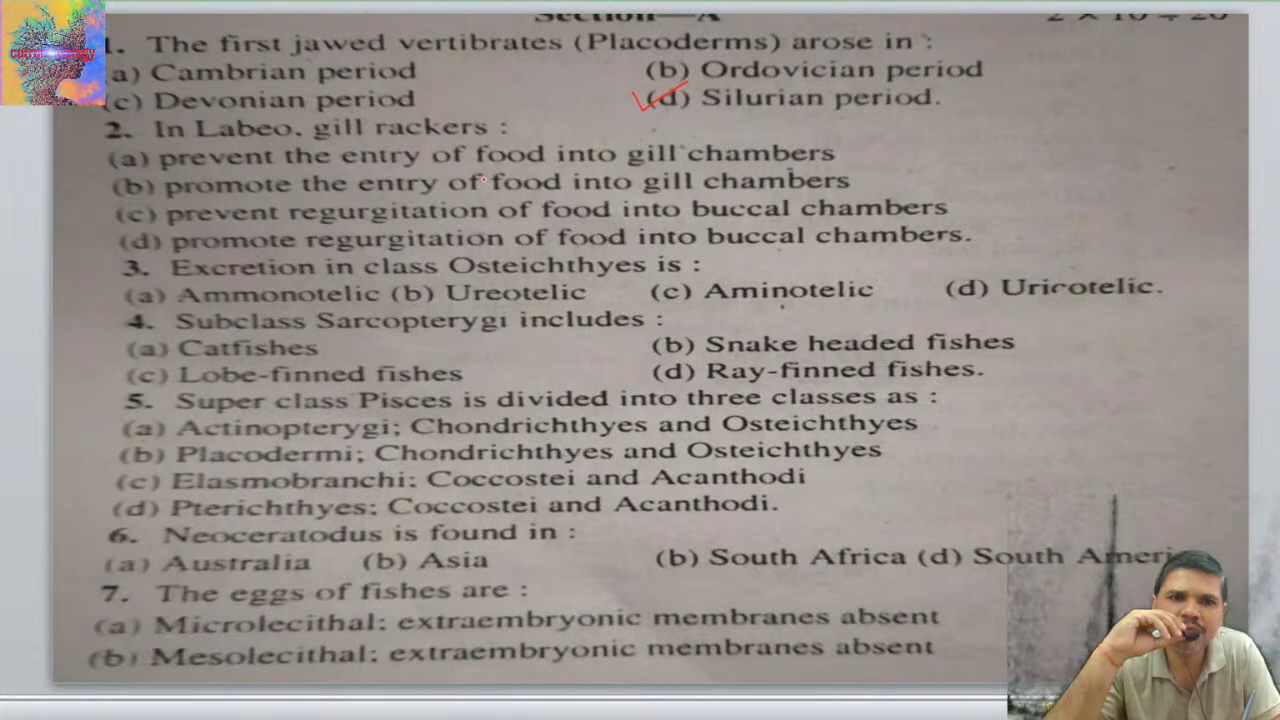 1. The first jawed vertibrates (Placoderms) arose in :
(a) Cambrian period (b) Ordovician period
(c) Devonian period (d) Silurian period.
2. In Labeo, gill rackers :
(a) prevent the entry of food into gill chambers
(b) promote the entry of food into gill chambers
(c) prevent regurgitation of food into buccal chambers
(d) promote regurgitation of food into buccal chambers.
3. Excretion in class Osteichthyes is :
(a) Ammonotelic (b) Ureotelic (c) Aminotelic (d) Uricotelic.
4. Subclass Sarcopterygi includes :
(a) Catfishes (b) Snake headed fishes
(c) Lobe-finned fishes (d) Ray-finned fishes.
5. Super class Pisces is divided into three classes as :
(a) Actinopterygi; Chondrichthyes and Osteichthyes
(b) Placodermi; Chondrichthyes and Osteichthyes
(c) Elasmobranchi; Coccostei and Acanthodi
(d) Pterichthyes; Coccostei and Acanthodi.
6. Neoceratodus is found in :
(a) Australia (b) Asia (b) South Africa (d) South Ameri
7. The eggs of fishes are :
(a) Microlecithal; extraembryonic membranes absent
(b) Mesolecithal; extraembryonic membranes absent